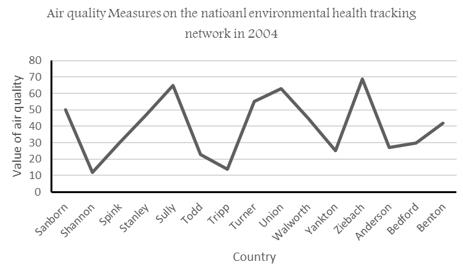 Air quality Measures on the natioanl environmental health tracking
network in 2004
Value of air quality
80
70
60
50
40
30
20
10
0
Sanborn
Shannon
Spink
Stanley
Sully
Todd
Tripp
Turner
Union
Walworth
Yankton
Ziebach
Anderson
Bedford
Benton
Country